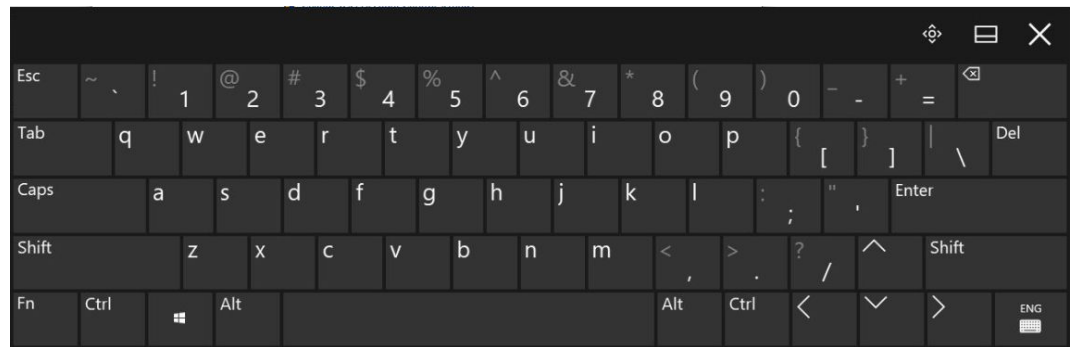 Esc ~ ` ! 1 @ 2 # 3 $ 4 % 5 ^ 6 & 7 * 8 ( 9 ) 0 _ - + =
Tab q w e r t y u i o p { [ } ] | \ Del
Caps a s d f g h j k l : ; " ' Enter
Shift z x c v b n m < , > . ? / Shift
Fn Ctrl Alt Alt Ctrl ENG